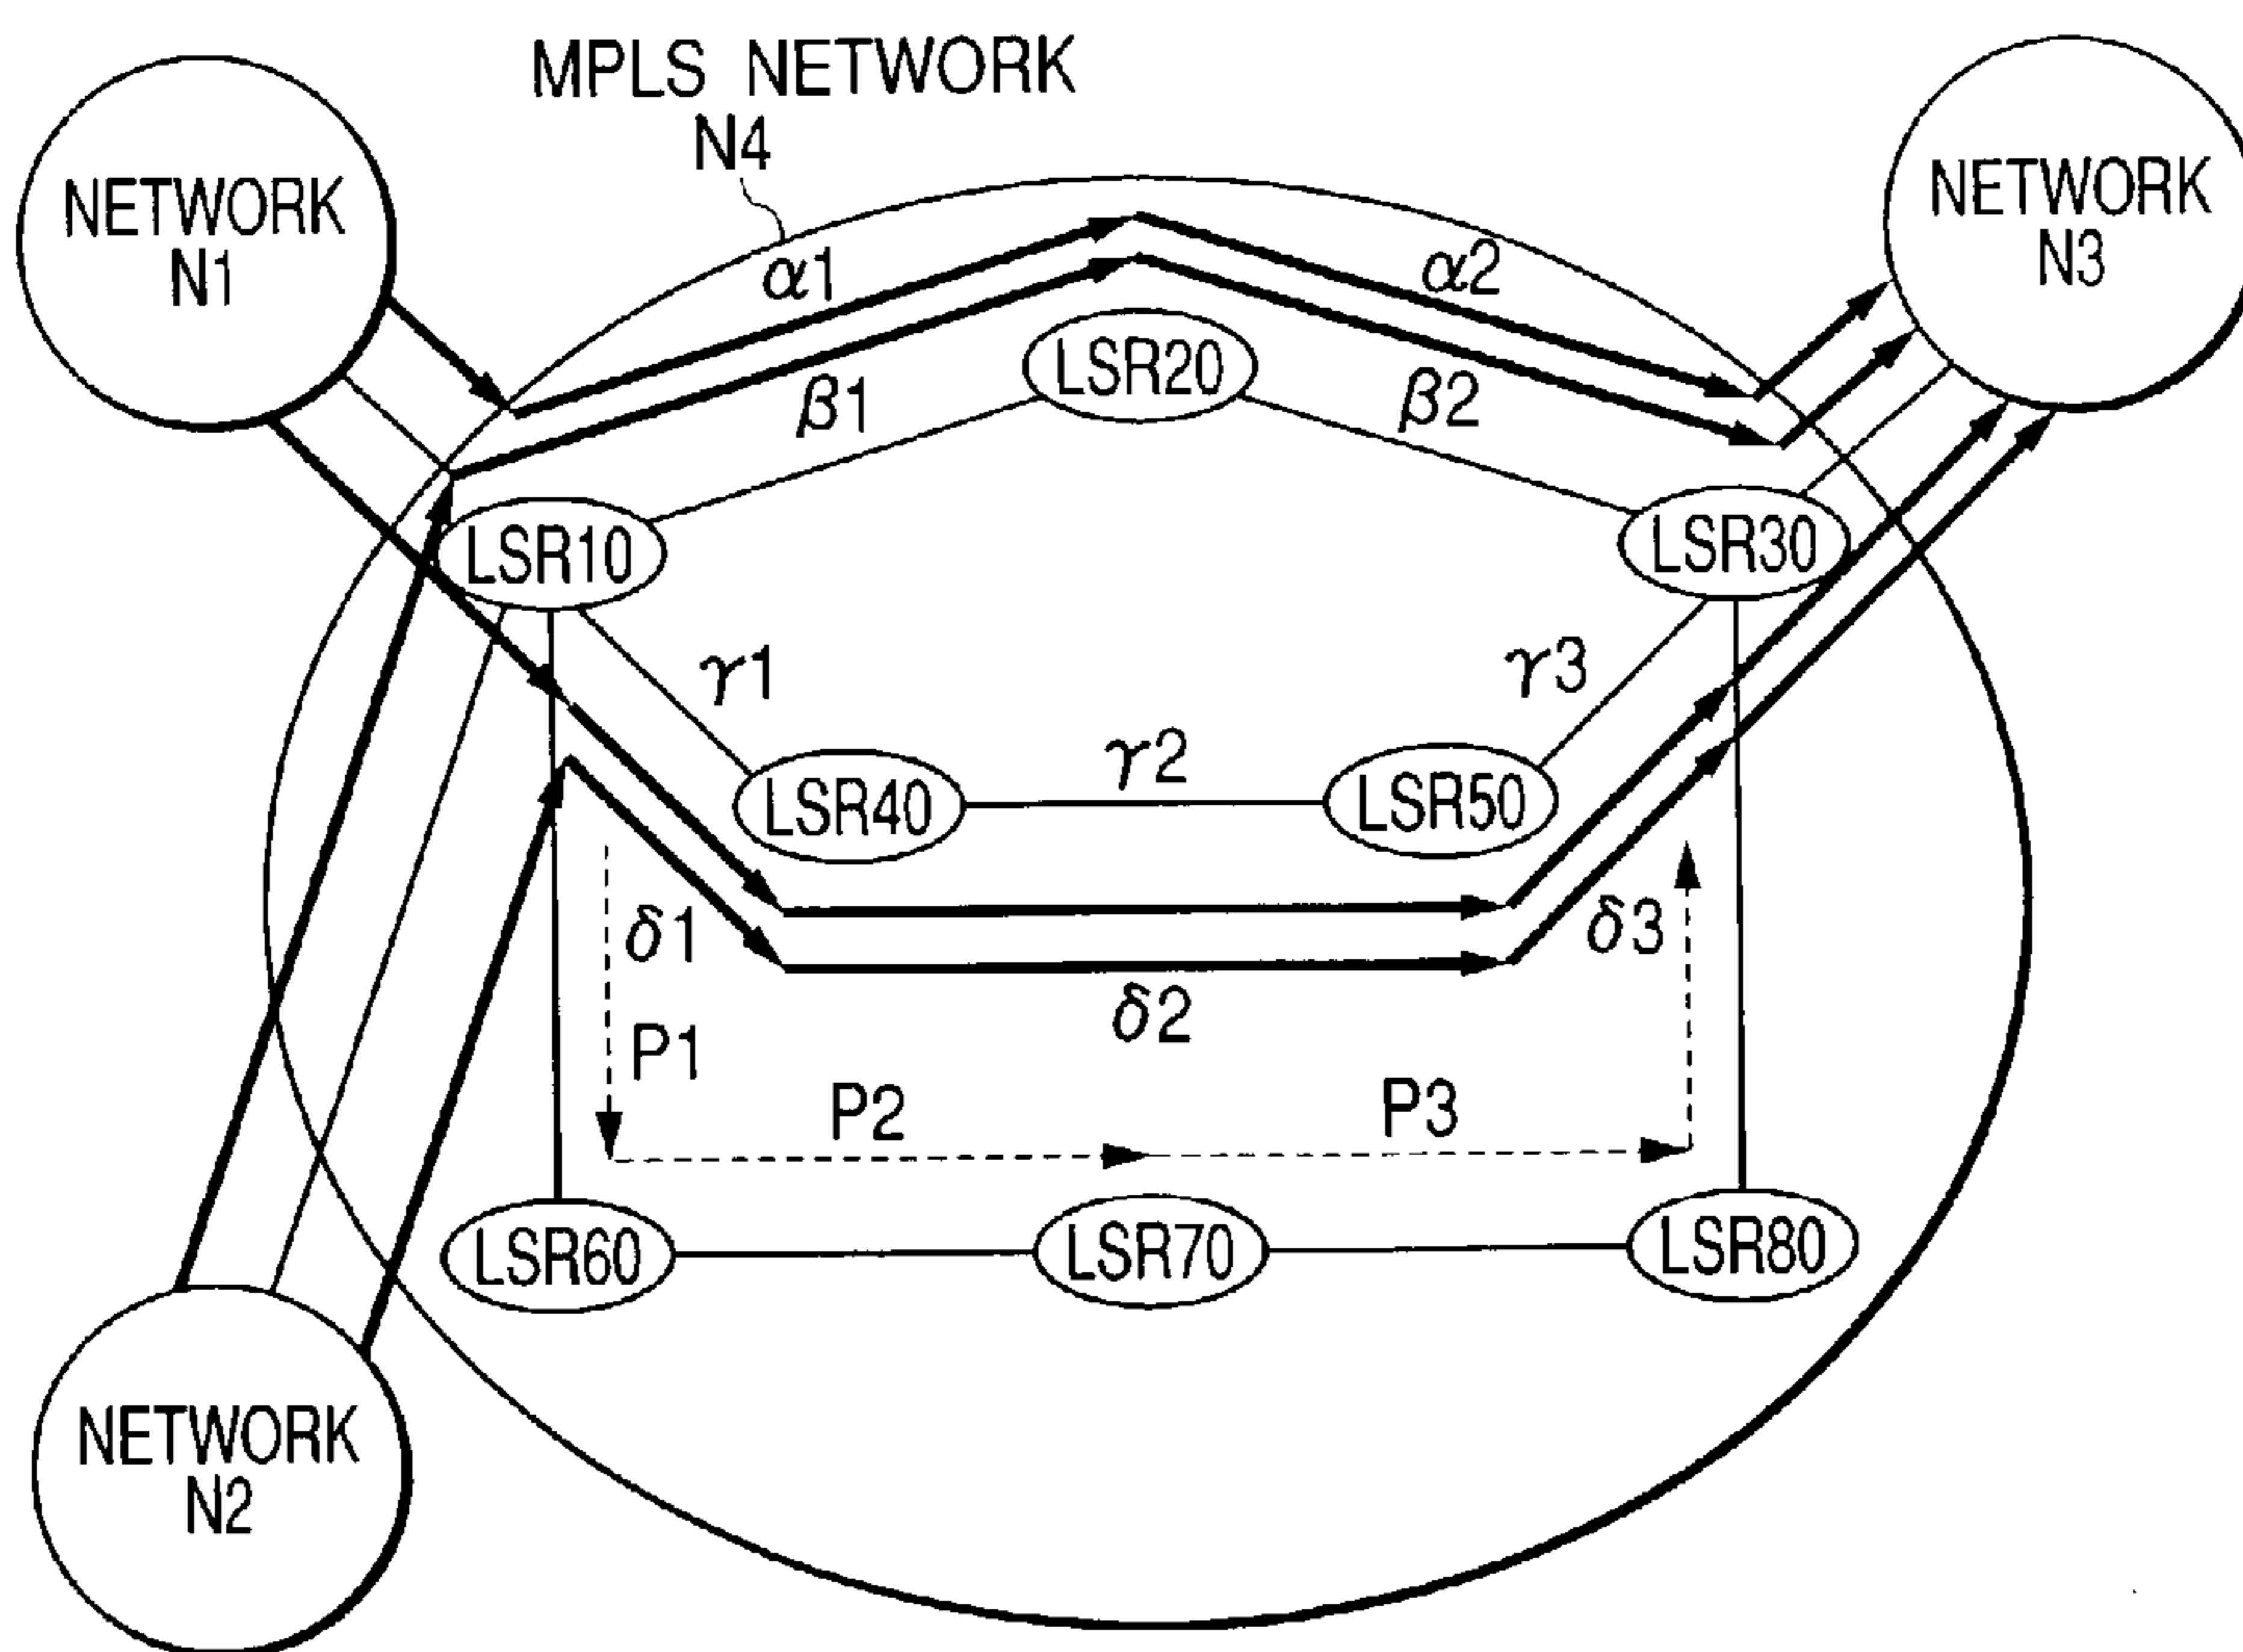 MPLS NETWORK
N4
NETWORK
N1
NETWORK
N3
α1
α2
β1
LSR20
β2
LSR10
LSR30
γ1
γ3
γ2
LSR40
LSR50
δ1
δ3
δ2
P1
P2
P3
LSR60
LSR70
LSR80
NETWORK
N2